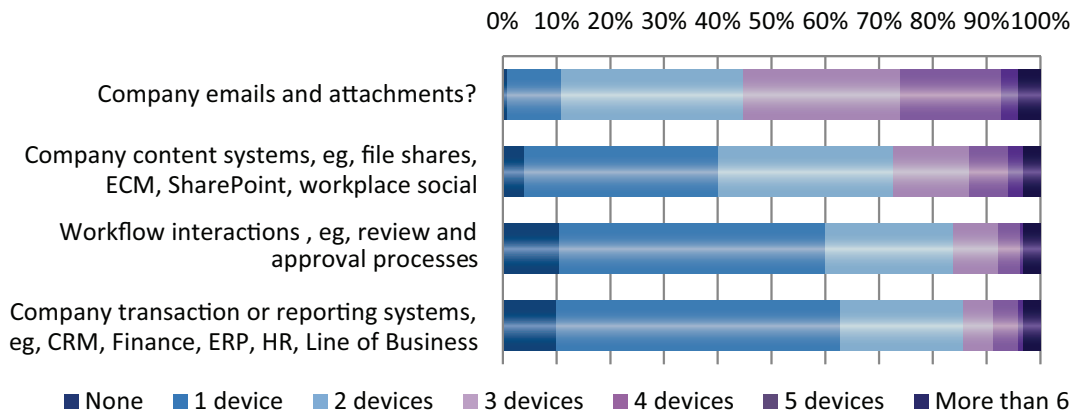 0% 10% 20% 30% 40% 50% 60% 70% 80% 90% 100%
Company emails and attachments?
Company content systems, eg, file shares,
ECM, SharePoint, workplace social
Workflow interactions , eg, review and
approval processes
Company transaction or reporting systems,
eg, CRM, Finance, ERP, HR, Line of Business
None 1 device 2 devices 3 devices 4 devices 5 devices More than 6